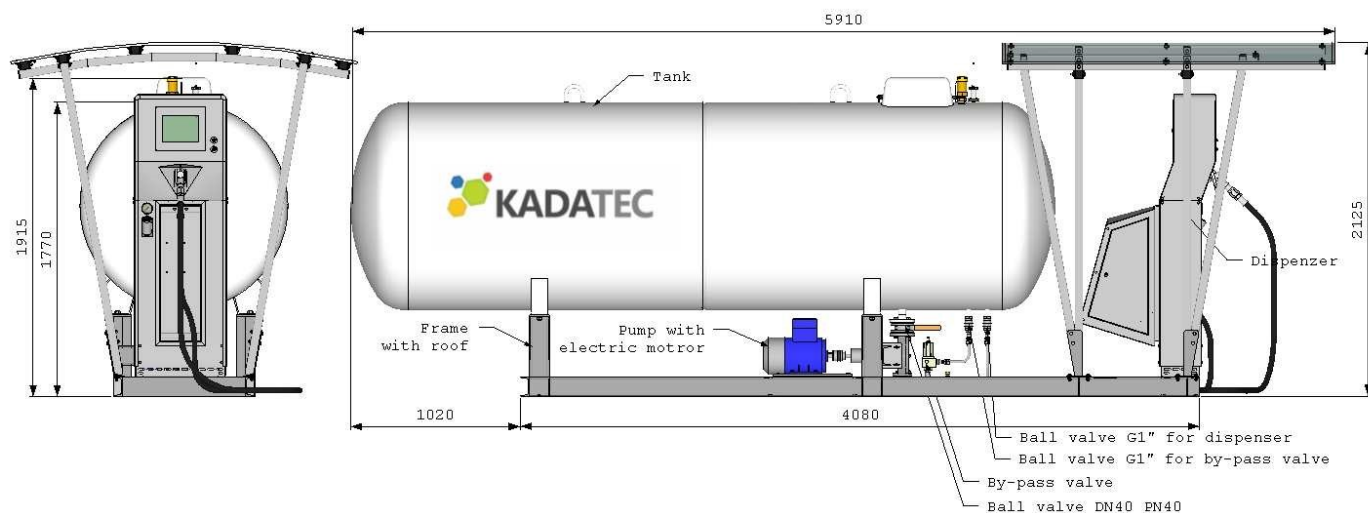 5910
Tank
KADATEC
1915
1770
2125
Dispenzer
Frame
with roof
Pump with
electric motror
1020
4080
Ball valve G1" for dispenser
Ball valve G1" for by-pass valve
By-pass valve
Ball valve DN40 PN40